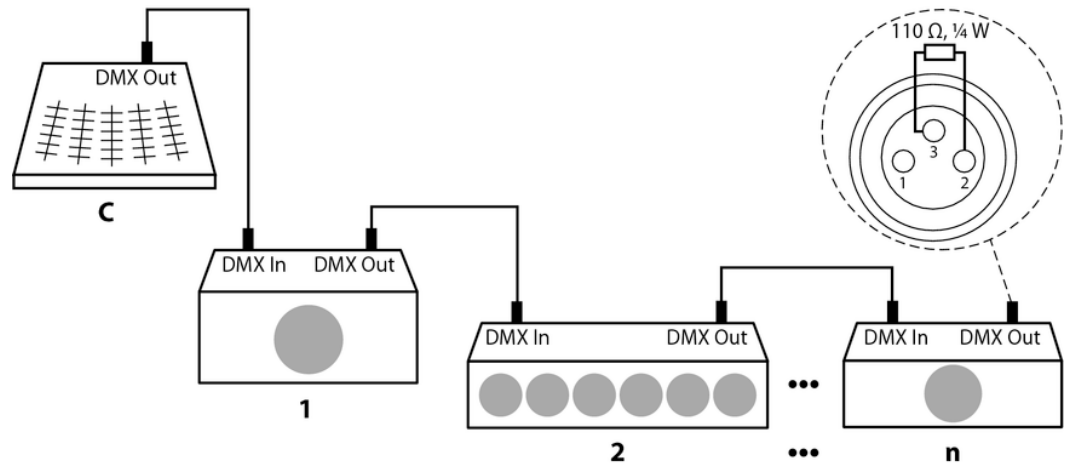 DMX Out
C
DMX In
DMX Out
1
DMX In
DMX Out
2
•••
•••
DMX In
DMX Out
n
110 Ω, ¼ W
3
1
2